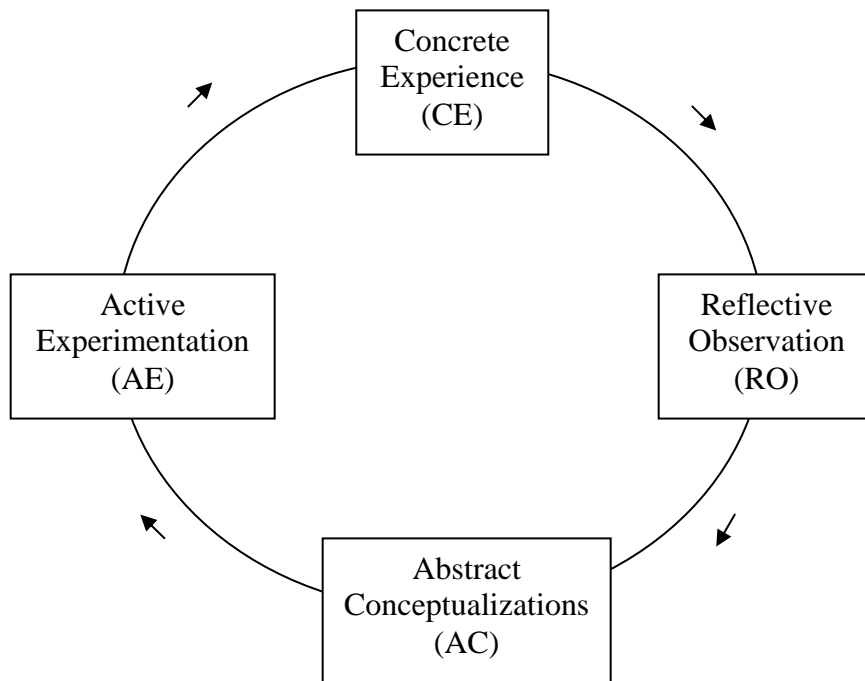 Concrete
Experience
(CE)
Active
Experimentation
(AE)
Reflective
Observation
(RO)
Abstract
Conceptualizations
(AC)